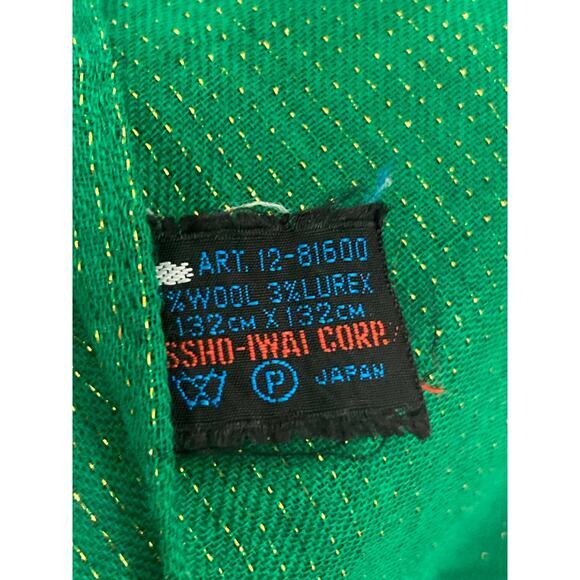 ART. 12-81600
%WOOL 3%LUREX
132CM X 132CM
SSHO-IWAI CORP.
P JAPAN